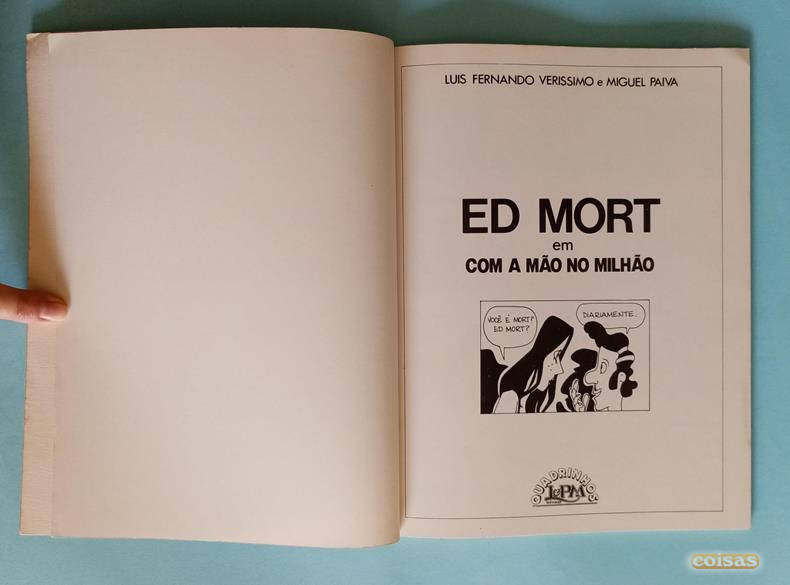 LUIS FERNANDO VERISSIMO e MIGUEL PAIVA
ED MORT
em
COM A MÃO NO MILHÃO
VOCÊ É MORT?
ED MORT?
DIARIAMENTE.
QUADRINHOS
L&PM
coisas